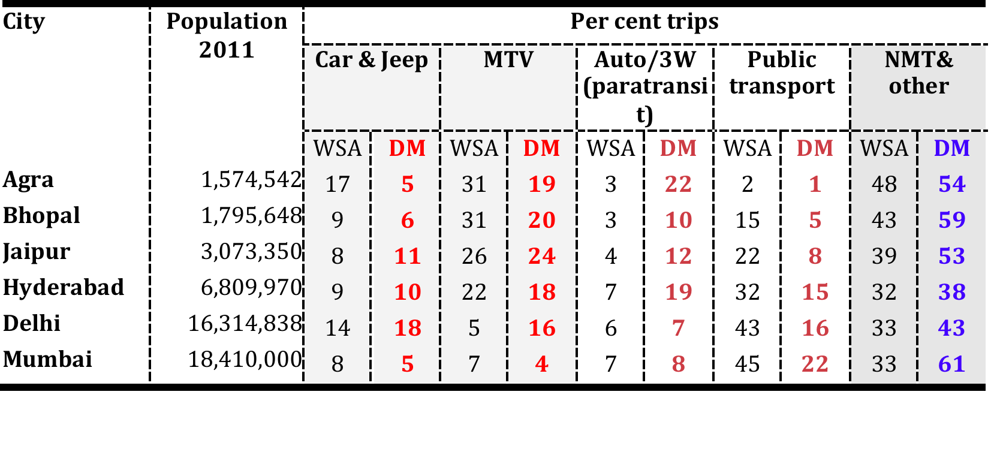 City Population 2011 Per cent trips
Car & Jeep MTV Auto/3W (paratransit) Public transport NMT& other
WSA DM WSA DM WSA DM WSA DM WSA DM
Agra 1,574,542 17 5 31 19 3 22 2 1 48 54
Bhopal 1,795,648 9 6 31 20 3 10 15 5 43 59
Jaipur 3,073,350 8 11 26 24 4 12 22 8 39 53
Hyderabad 6,809,970 9 10 22 18 7 19 32 15 32 38
Delhi 16,314,838 14 18 5 16 6 7 43 16 33 43
Mumbai 18,410,000 8 5 7 4 7 8 45 22 33 61